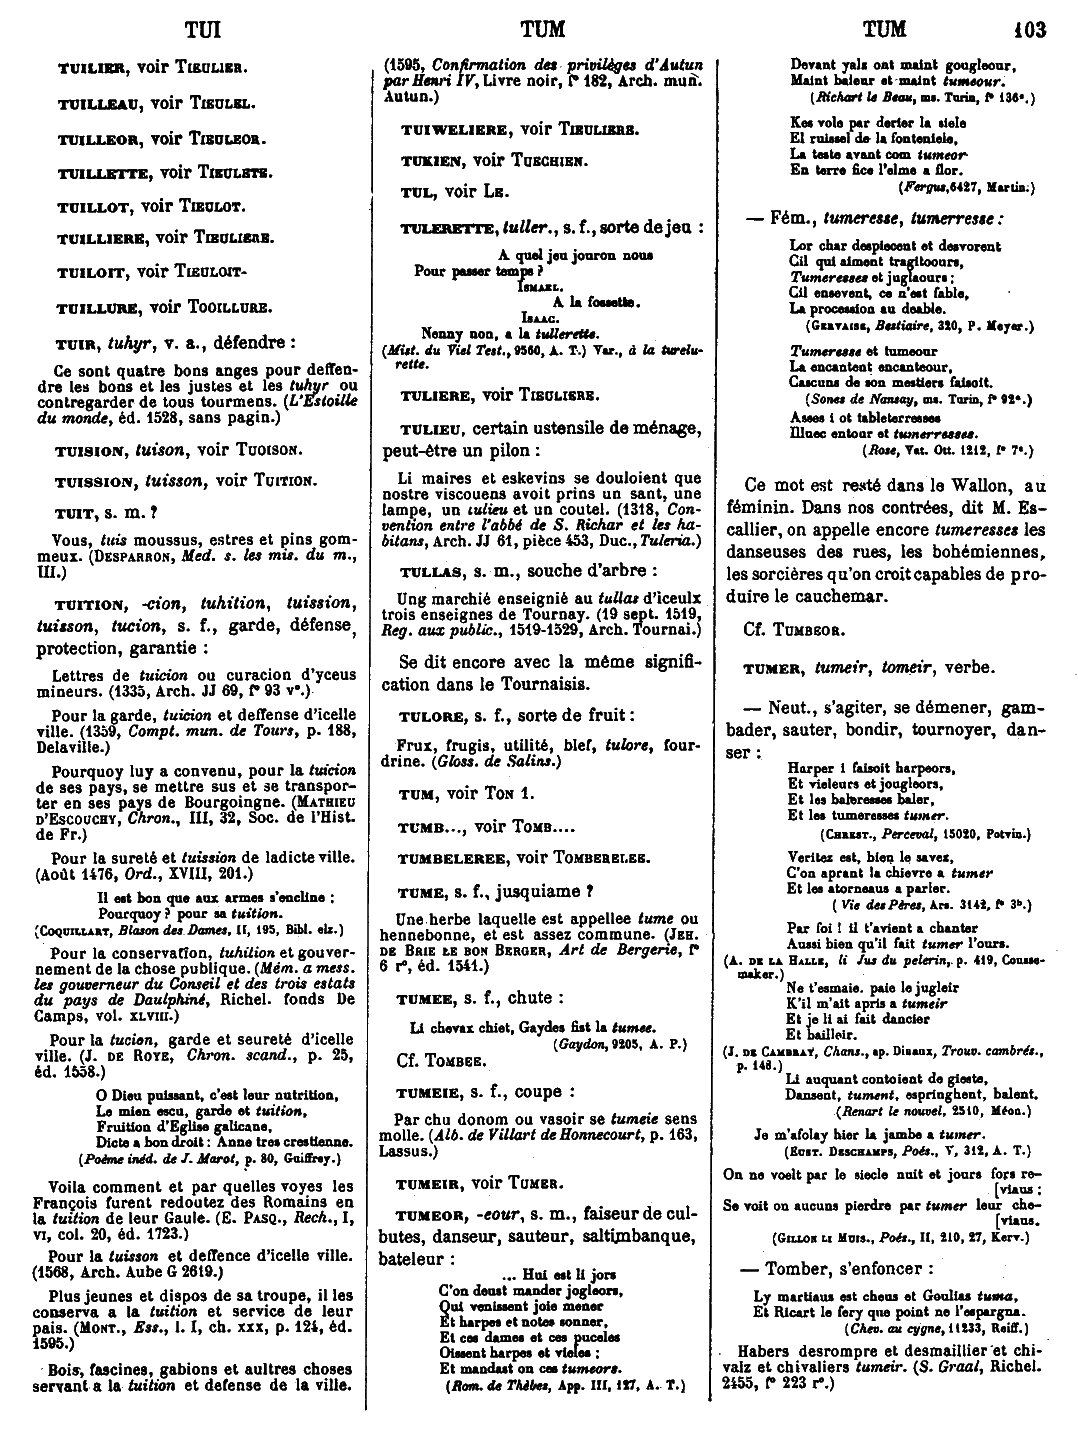 TUI
TUM
TUM
103
TUILIER, voir TIEULIER.
TUILLEAU, voir TIEULEL.
TUILLEOR, voir TIEULEOR.
TUILLETTE, voir TIEULETE.
TUILLOT, voir TIEULOT.
TUILLIERE, voir TIEULIERE.
TUILOIT, voir TIEULOIT-
TUILLURE, voir TOOILLURE.
TUIR, tuhyr, v. a., défendre :
Ce sont quatre bons anges pour deffen-
dre les bons et les justes et les tuhyr ou
contregarder de tous tourmens. (L'Estoille
du monde, éd. 1528, sans pagin.)
TUISION, tuison, voir TUOISON.
TUISSION, tuisson, voir TUITION.
TUIT, s. m. ?
Vous, tuis moussus, estres et pins gom-
meux. (DESPARRON, Med. s. les mis. du m.,
III.)
TUITION, -cion, tuhition, tuission,
tuisson, tucion, s. f., garde, défense,
protection, garantie :
Lettres de tuicion ou curacion d'yceus
mineurs. (1335, Arch. JJ 69, f° 93 v°.)
Pour la garde, tuicion et deffense d'icelle
ville. (1359, Compt. mun. de Tours, p. 188,
Delaville.)
Pourquoy luy a convenu, pour la tuicion
de ses pays, se mettre sus et se transpor-
ter en ses pays de Bourgoingne. (MATHIEU
D'ESCOUCHY, Chron., III, 32, Soc. de l'Hist.
de Fr.)
Pour la sureté et tuission de ladicte ville.
(Août 1476, Ord., XVIII, 201.)
Il est bon que aux armes s'encline :
Pourquoy ? pour sa tuition.
(COQUILLART, Blason des Dames, II, 195, Bibl. elz.)
Pour la conservation, tuhition et gouver-
nement de la chose publique. (Mém. a mess.
les gouverneur du Conseil et des trois estats
du pays de Daulphiné, Richel. fonds De
Camps, vol. XLVIII.)
Pour la tucion, garde et seureté d'icelle
ville. (J. DE ROYE, Chron. scand., p. 25,
éd. 1558.)
O Dieu puissant, c'est leur nutrition,
Le mien escu, garde et tuition,
Fruition d'Eglise galicane,
Dicte a bon droit : Anne tres crestienne.
(Poème inéd. de J. Marot, p. 80, Guiffrey.)
Voila comment et par quelles voyes les
François furent redoutez des Romains en
la tuition de leur Gaule. (E. PASQ., Rech., I,
VI, col. 20, éd. 1723.)
Pour la tuisson et deffence d'icelle ville.
(1568, Arch. Aube G 2619.)
Plus jeunes et dispos de sa troupe, il les
conserva a la tuition et service de leur
pais. (MONT., Ess., l. I, ch. XXX, p. 124, éd.
1595.)
Bois, fascines, gabions et aultres choses
servant a la tuition et defense de la ville.
(1595, Confirmation des privilèges d'Autun
par Henri IV, Livre noir, f° 182, Arch. mun.
Autun.)
TUIWELIERE, voir TIEULIERE.
TUKIEN, voir TUECHIEN.
TUL, voir LE.
TULERETTE, tuller., s. f., sorte de jeu :
A quel jeu jouron nous
Pour passer temps ?
ISMAEL.
A la fossette.
ISAAC.
Nenny non, a la tullerette.
(Mist. du Viel Test., 9560, A. T.) Var., à la turelu-
rette.
TULIERE, voir TIEULIERE.
TULIEU, certain ustensile de ménage,
peut-être un pilon :
Li maires et eskevins se douloient que
nostre viscouens avoit prins un sant, une
lampe, un tulieu et un coutel. (1318, Con-
vention entre l'abbé de S. Richar et les ha-
bitans, Arch. JJ 61, pièce 453, Duc., Tuleria.)
TULLAS, s. m., souche d'arbre :
Ung marchié enseignié au tullas d'iceulx
trois enseignes de Tournay. (19 sept. 1519,
Reg. aux public., 1519-1529, Arch. Tournai.)
Se dit encore avec la même signifi-
cation dans le Tournaisis.
TULORE, s. f., sorte de fruit :
Frux, frugis, utilité, blef, tulore, four-
drine. (Gloss. de Salins.)
TUM, voir TON 1.
TUMB..., voir TOMB....
TUMBELEREE, voir TOMBERELEE.
TUME, s. f., jusquiame ?
Une herbe laquelle est appellee tume ou
hennebonne, et est assez commune. (JEH.
DE BRIE LE BON BERGER, Art de Bergerie, f°
6 r°, éd. 1541.)
TUMEE, s. f., chute :
Li chevax chiet, Gaydes fist la tumee.
(Gaydon, 9205, A. P.)
Cf. TOMBEE.
TUMEIE, s. f., coupe :
Par chu donom ou vasoir se tumeie sens
molle. (Alb. de Villart de Honnecourt, p. 163,
Lassus.)
TUMEIR, voir TUMER.
TUMEOR, -eour, s. m., faiseur de cul-
butes, danseur, sauteur, saltimbanque,
bateleur :
... Hui est li jors
C'on deust mander jogleors,
Qui venissent joie mener
Et harpes et notes sonner,
Et ces dames et ces puceles
Oissent harpes et vieles ;
Et mandast on ces tumeors.
(Rom. de Thèbes, App. III, 127, A. T.)
Devant yals ont maint gougleour,
Maint baleur et maint tumeour.
(Richart le Beau, ms. Turin, f° 136ª.)
Kes vole par derier la siele
El ruissel de la fonteniele,
La teste avant com tumeor
En terre fice l'elme a flor.
(Fergus, 6427, Martin.)
— Fém., tumeresse, tumerresse :
Lor char despiecent et desvorent
Cil qui aiment tragitoours,
Tumeresses et juglaours ;
Cil ensevent, ce n'est fable,
La procession au deable.
(GERVAISE, Bestiaire, 320, P. Meyer.)
Tumeresse et tumeour
La encantent encanteour,
Cascuns de son mestiers faisoit.
(Sones de Nansay, ms. Turin, f° 92ª.)
Asses i ot tableterresses
Illuec entour et tumerresses.
(Rose, Vat. Ott. 1212, f° 7ª.)
Ce mot est resté dans le Wallon, au
féminin. Dans nos contrées, dit M. Es-
callier, on appelle encore tumeresses les
danseuses des rues, les bohémiennes,
les sorcières qu'on croit capables de pro-
duire le cauchemar.
Cf. TUMBEOR.
TUMER, tumeir, tomeir, verbe.
— Neut., s'agiter, se démener, gam-
bader, sauter, bondir, tournoyer, dan-
ser :
Harper i faisoit harpeors,
Et vieleurs et jougleors,
Et les baleresses baler,
Et les tumeresses tumer.
(CHREST., Perceval, 15020, Potvin.)
Veritez est, bien le savez,
C'on aprant la chievre a tumer
Et les atorneaus a parler.
(Vie des Pères, Ars. 3142, f° 3ᵇ.)
Par foi ! il t'avient a chanter
Aussi bien qu'il fait tumer l'ours.
(A. DE LA HALLE, li Jus du pelerin, p. 419, Cousse-
maker.)
Ne t'esmaie. paie le jugleir
K'il m'ait apris a tumeir
Et je li ai fait dancier
Et bailleir.
(J. DE CAMBRAY, Chans., ap. Dinaux, Trouv. cambrés.,
p. 148.)
Li auquant contoient de gieste,
Dansent, tument, espringhent, balent.
(Renart le nouvel, 2510, Méon.)
Je m'afolay hier la jambe a tumer.
(EUST. DESCHAMPS, Poés., V, 312, A. T.)
On ne voelt par le siecle nuit et jours fors re-
[viaus ;
Se voit on aucuns pierdre par tumer leur che-
[viaus.
(GILLON LI MUIS., Poés., II, 210, 27, Kerv.)
— Tomber, s'enfoncer :
Ly martiaus est cheus et Goulias tuma,
Et Ricart le fery que point ne l'espargna.
(Chev. au cygne, 11233, Reiff.)
Habers desrompre et desmaillier et chi-
valz et chivaliers tumeir. (S. Graal, Richel.
2455, f° 223 r°.)